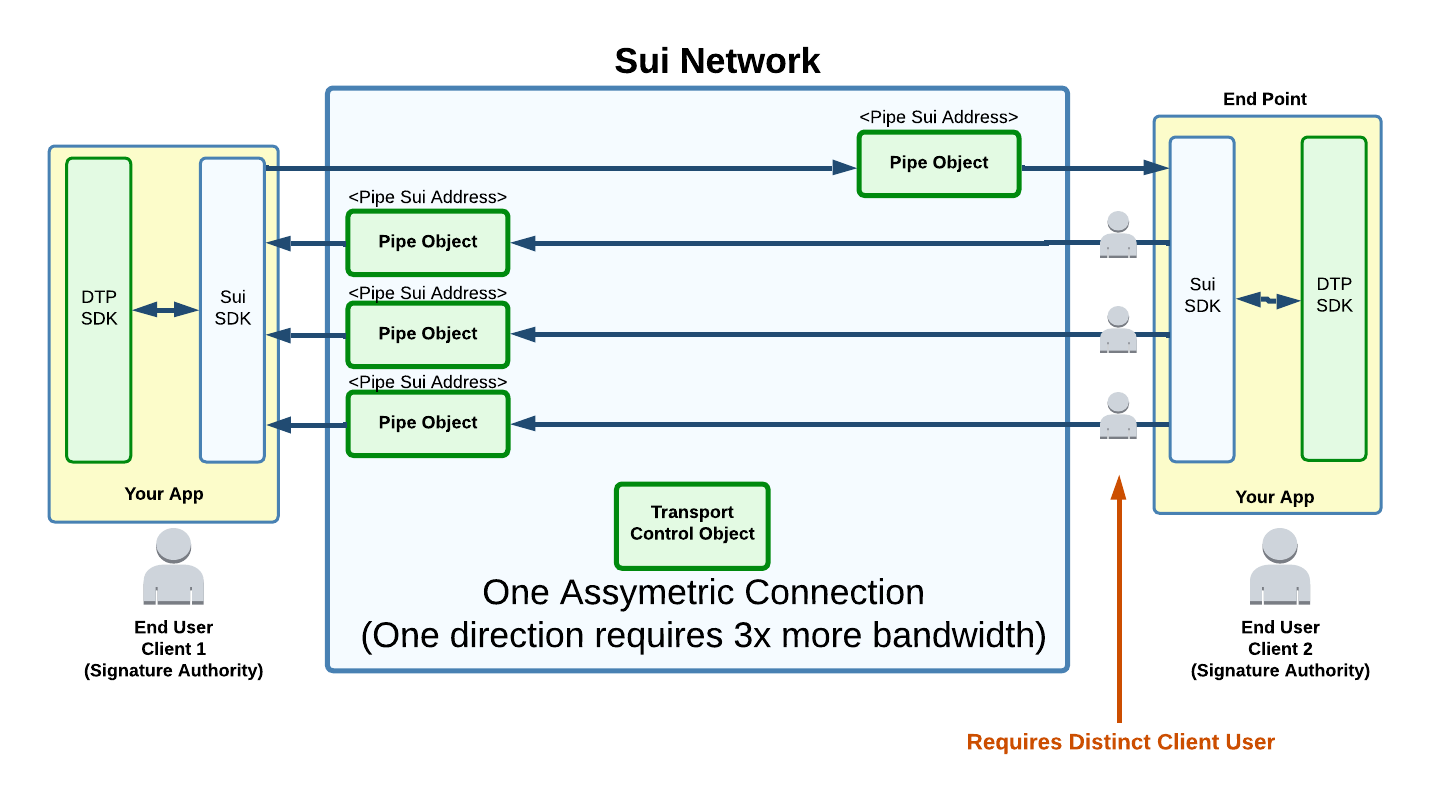 Sui Network
End Point
<Pipe Sui Address>
Pipe Object
<Pipe Sui Address>
Pipe Object
<Pipe Sui Address>
Pipe Object
<Pipe Sui Address>
Pipe Object
DTP
SDK
Sui
SDK
Your App
Sui
SDK
DTP
SDK
Your App
Transport
Control Object
One Assymetric Connection
(One direction requires 3x more bandwidth)
End User
Client 1
(Signature Authority)
End User
Client 2
(Signature Authority)
Requires Distinct Client User